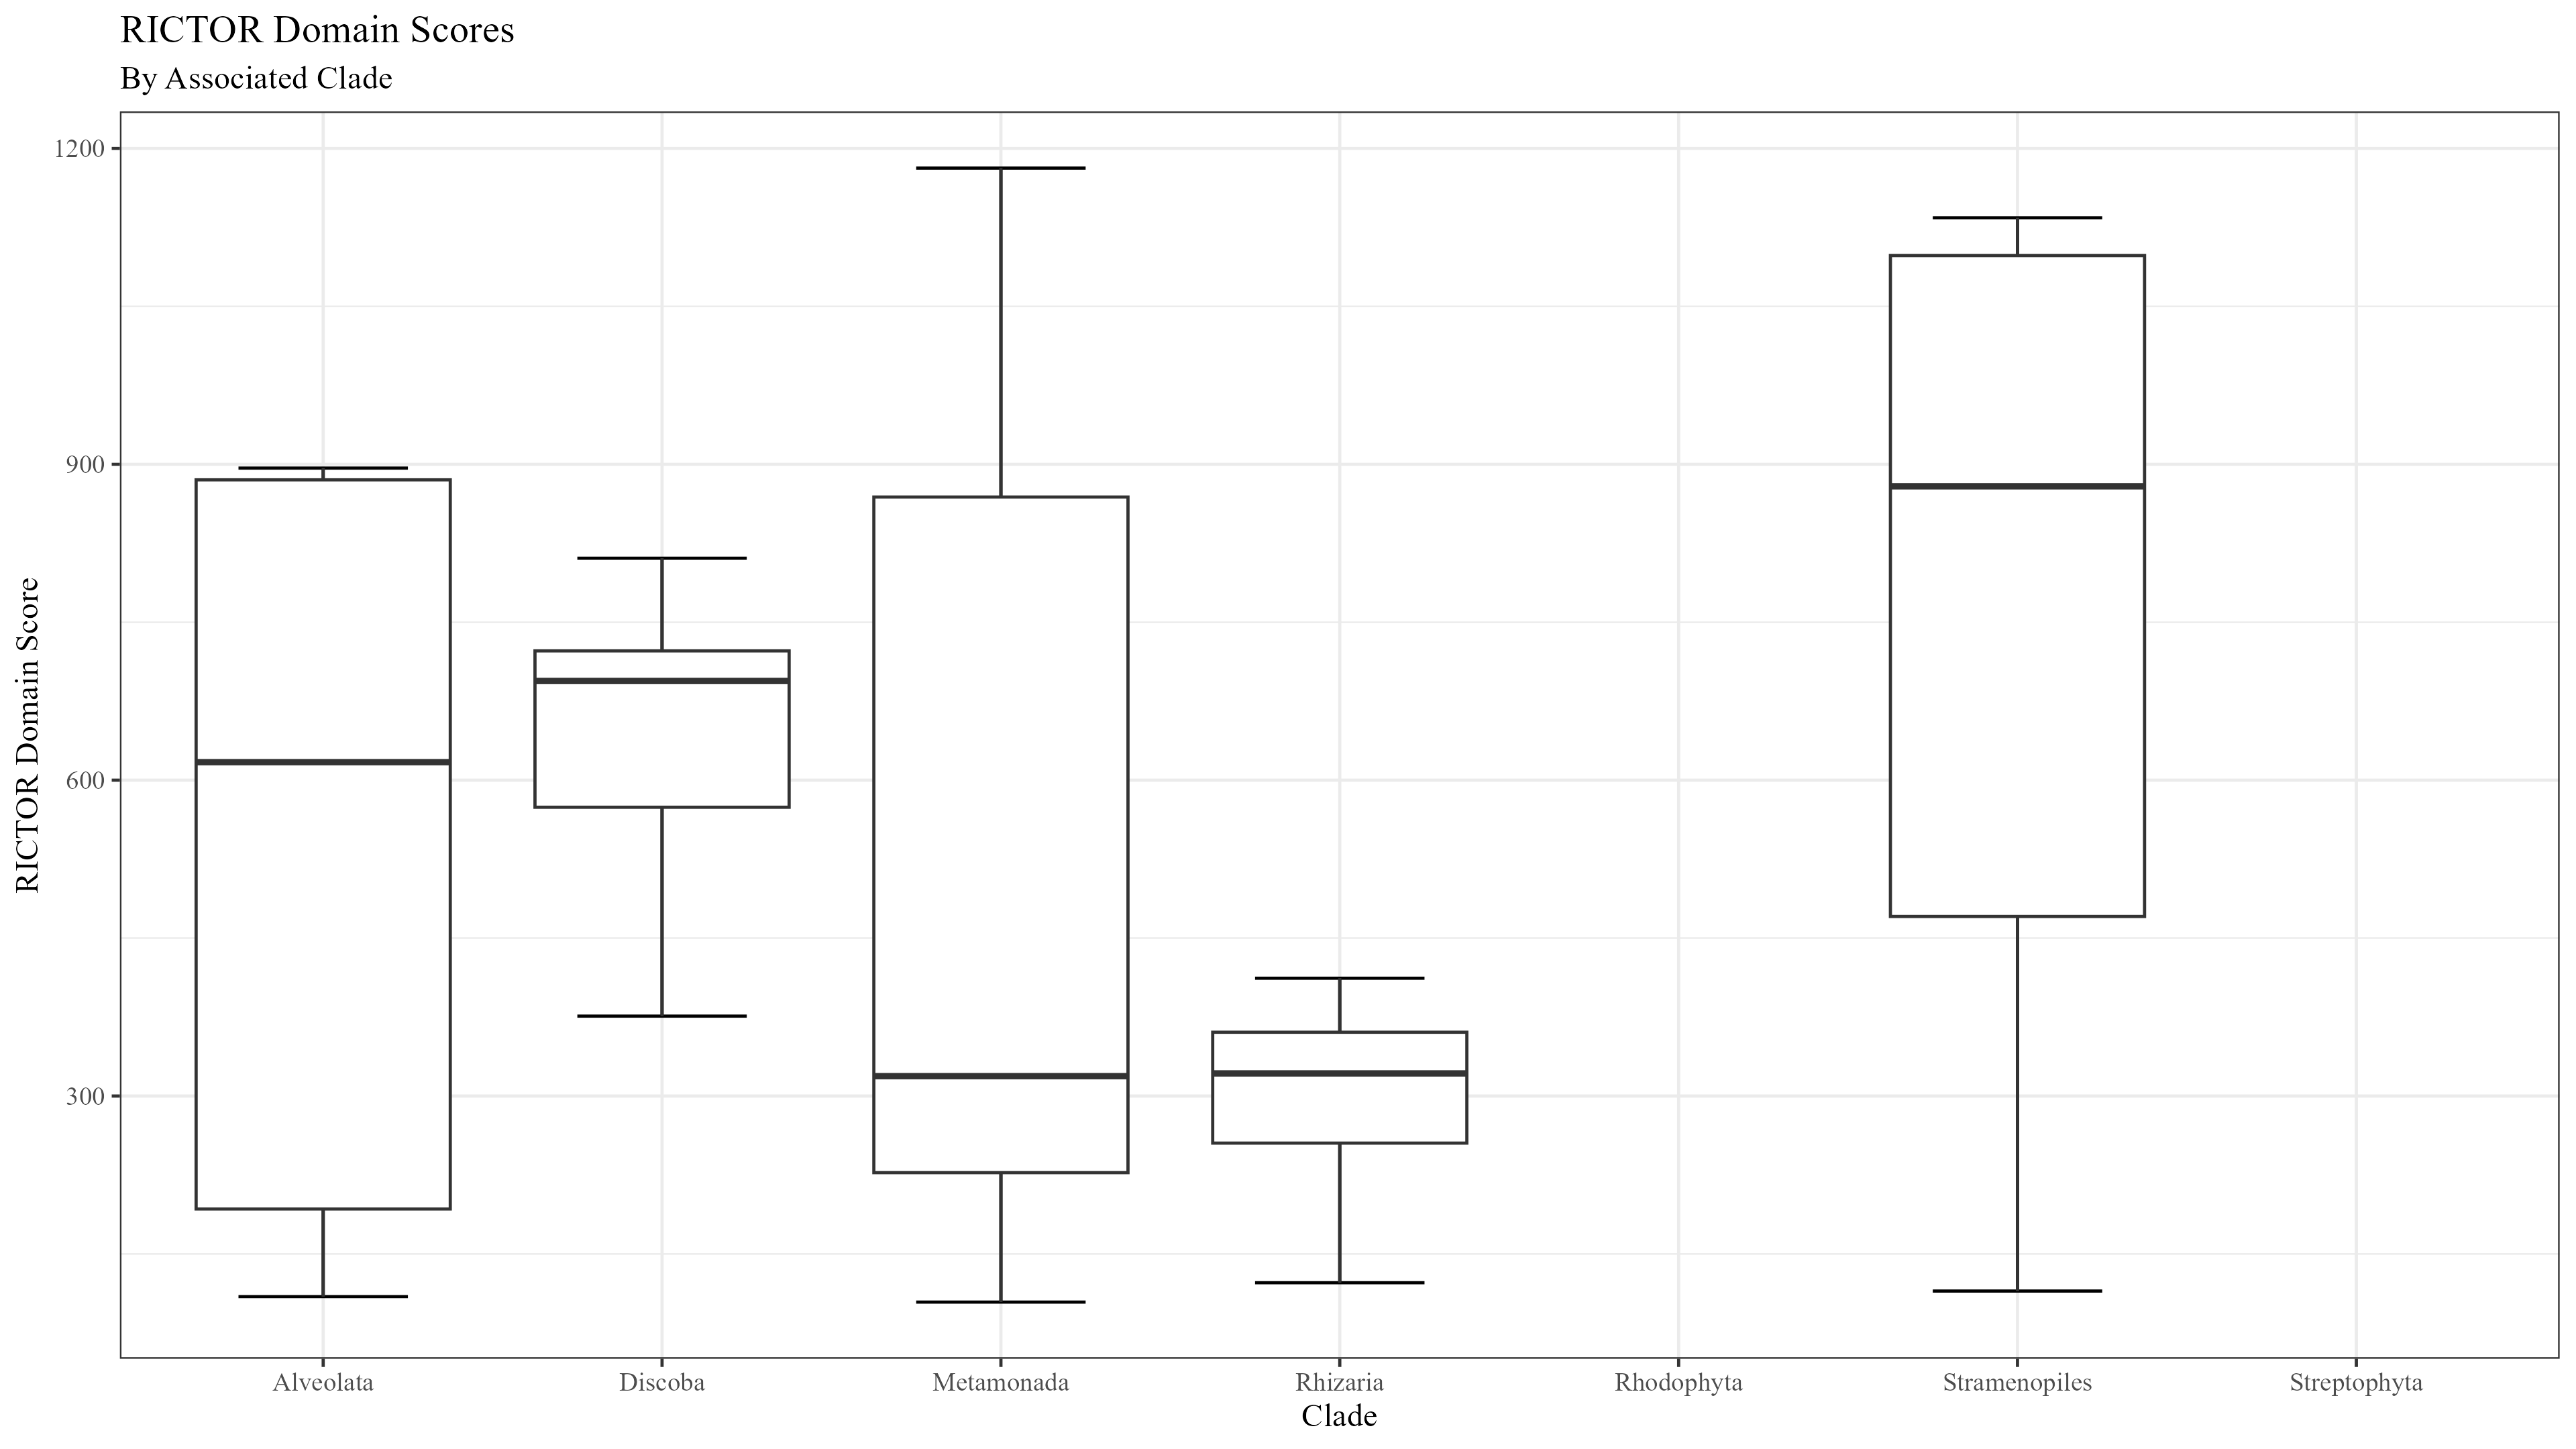 RICTOR Domain Scores
By Associated Clade
RICTOR Domain Score
1200
900
600
300
Alveolata
Discoba
Metamonada
Rhizaria
Rhodophyta
Stramenopiles
Streptophyta
Clade